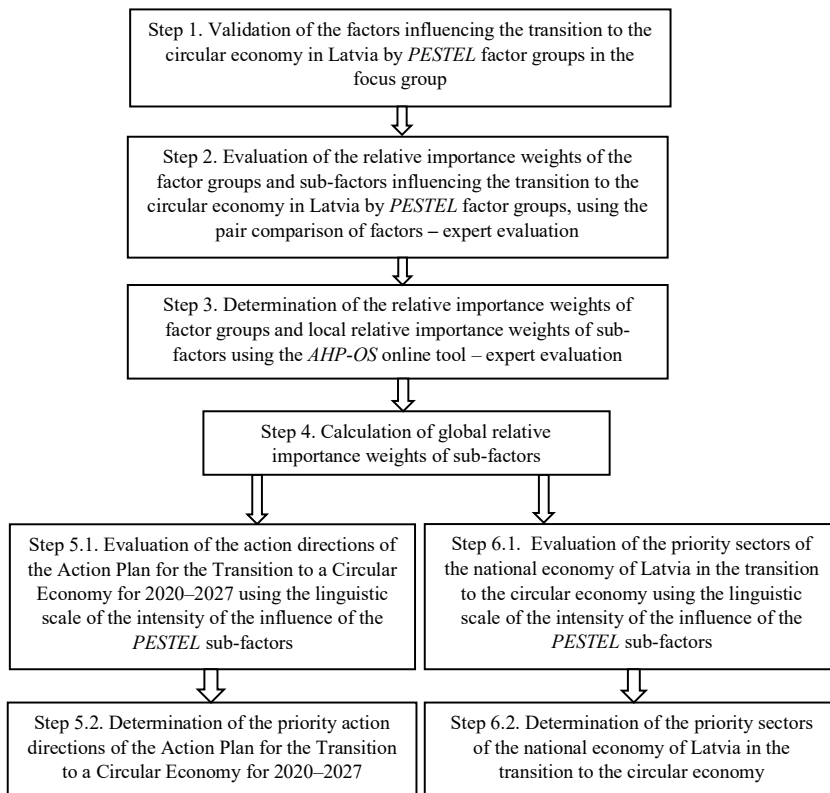 Step 1. Validation of the factors influencing the transition to the
circular economy in Latvia by PESTEL factor groups in the
focus group
Step 2. Evaluation of the relative importance weights of the
factor groups and sub-factors influencing the transition to the
circular economy in Latvia by PESTEL factor groups, using the
pair comparison of factors – expert evaluation
Step 3. Determination of the relative importance weights of
factor groups and local relative importance weights of sub-
factors using the AHP-OS online tool – expert evaluation
Step 4. Calculation of global relative
importance weights of sub-factors
Step 5.1. Evaluation of the action directions of
the Action Plan for the Transition to a Circular
Economy for 2020–2027 using the linguistic
scale of the intensity of the influence of the
PESTEL sub-factors
Step 6.1. Evaluation of the priority sectors of
the national economy of Latvia in the transition
to the circular economy using the linguistic
scale of the intensity of the influence of the
PESTEL sub-factors
Step 5.2. Determination of the priority action
directions of the Action Plan for the Transition
to a Circular Economy for 2020–2027
Step 6.2. Determination of the priority sectors
of the national economy of Latvia in the
transition to the circular economy